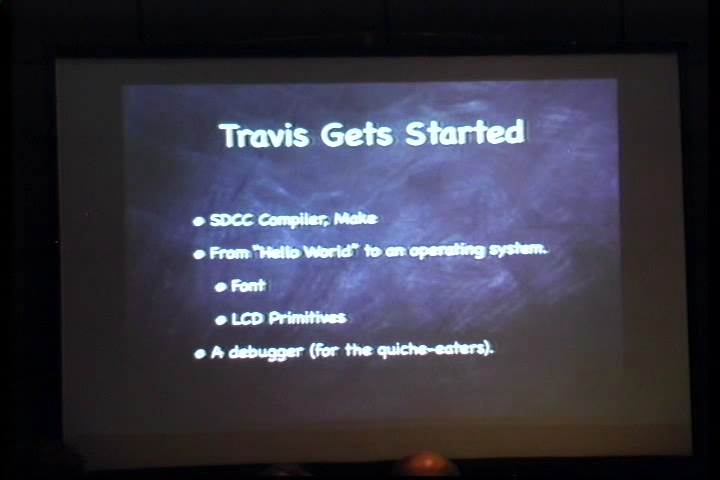 Travis Gets Started
SDCC Compiler, Make
From "Hello World" to an operating system.
Font
LCD Primitives
A debugger (for the quiche-eaters).